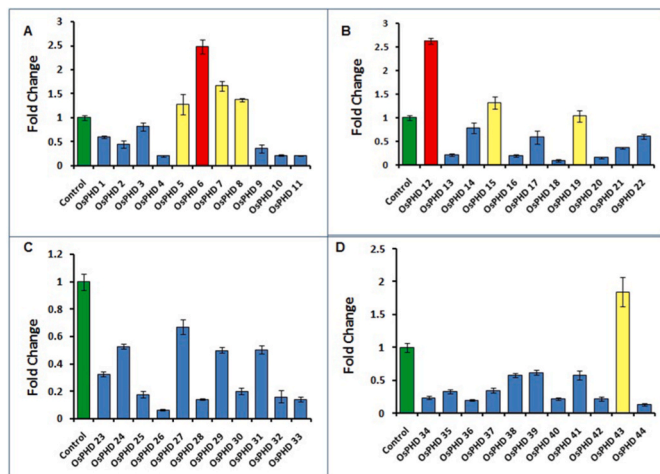 A
Fold Change
3
2.5
2
1.5
1
0.5
0
Control
OsPHD 1
OsPHD 2
OsPHD 3
OsPHD 4
OsPHD 5
OsPHD 6
OsPHD 7
OsPHD 8
OsPHD 9
OsPHD 10
OsPHD 11
B
Fold Change
3
2.5
2
1.5
1
0.5
0
Control
OsPHD 12
OsPHD 13
OsPHD 14
OsPHD 15
OsPHD 16
OsPHD 17
OsPHD 18
OsPHD 19
OsPHD 20
OsPHD 21
OsPHD 22
C
Fold Change
1.2
1
0.8
0.6
0.4
0.2
0
Control
OsPHD 23
OsPHD 24
OsPHD 25
OsPHD 26
OsPHD 27
OsPHD 28
OsPHD 29
OsPHD 30
OsPHD 31
OsPHD 32
OsPHD 33
D
Fold Change
2.5
2
1.5
1
0.5
0
Control
OsPHD 34
OsPHD 35
OsPHD 36
OsPHD 37
OsPHD 38
OsPHD 39
OsPHD 40
OsPHD 41
OsPHD 42
OsPHD 43
OsPHD 44